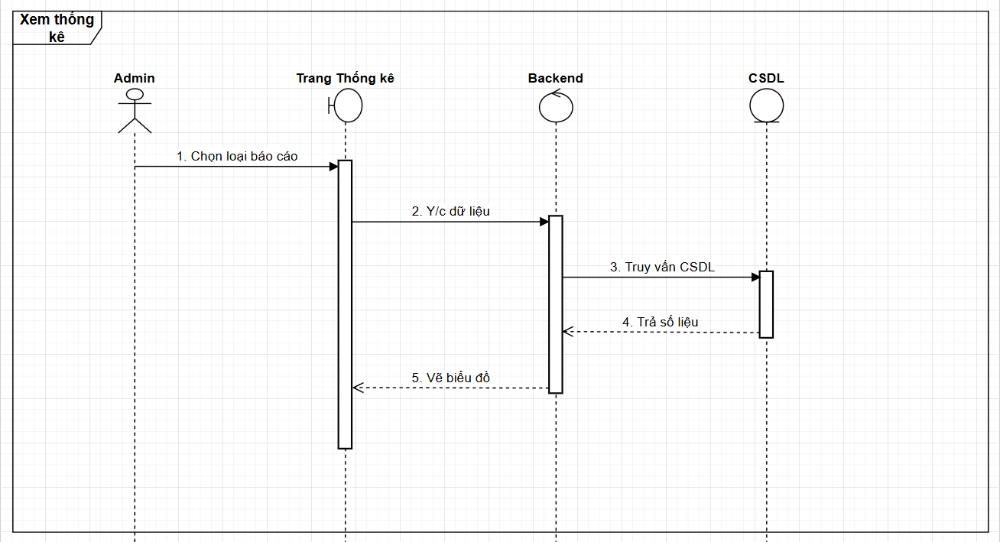 Xem thống
kê
Admin
Trang Thống kê
Backend
CSDL
1. Chọn loại báo cáo
2. Y/c dữ liệu
3. Truy vấn CSDL
4. Trả số liệu
5. Vẽ biểu đồ